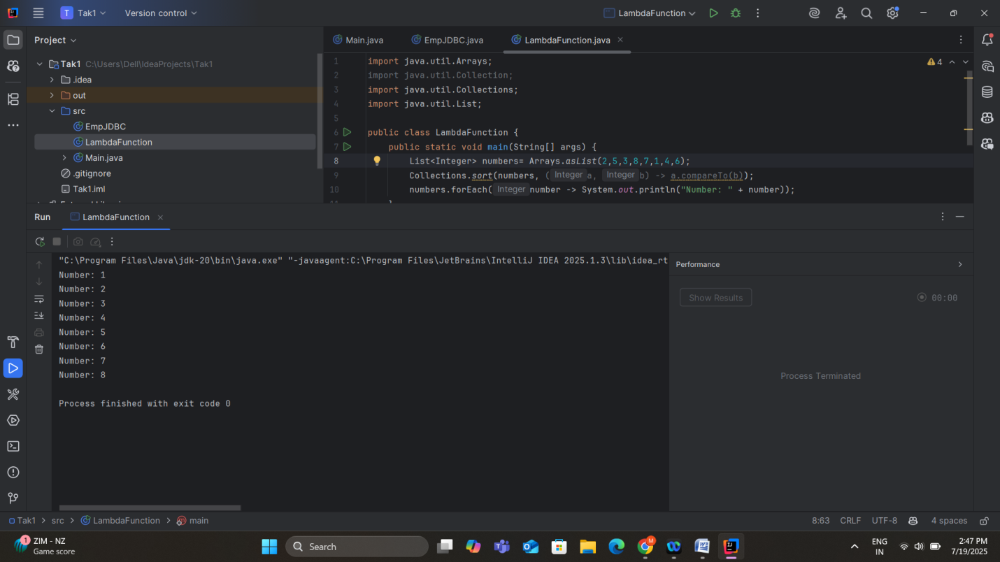 T Tak1 Version control LambdaFunction
Project
Tak1 C:\Users\Dell\IdeaProjects\Tak1
.idea
out
src
EmpJDBC
LambdaFunction
Main.java
.gitignore
Tak1.iml
Main.java EmpJDBC.java LambdaFunction.java
4
1 import java.util.Arrays;
2 import java.util.Collection;
3 import java.util.Collections;
4 import java.util.List;
5
6 public class LambdaFunction {
7 public static void main(String[] args) {
8 List<Integer> numbers= Arrays.asList(2,5,3,8,7,1,4,6);
9 Collections.sort(numbers, ( Integer a, Integer b) -> a.compareTo(b));
10 numbers.forEach( Integer number -> System.out.println("Number: " + number));
Run LambdaFunction
"C:\Program Files\Java\jdk-20\bin\java.exe" "-javaagent:C:\Program Files\JetBrains\IntelliJ IDEA 2025.1.3\lib\idea_rt
Number: 1
Number: 2
Number: 3
Number: 4
Number: 5
Number: 6
Number: 7
Number: 8
Process finished with exit code 0
Performance
Show Results 00:00
Process Terminated
Tak1 > src > LambdaFunction > main
8:63 CRLF UTF-8 4 spaces
1 ZIM - NZ
Game score
Search
M
ENG
IN
2:47 PM
7/19/2025